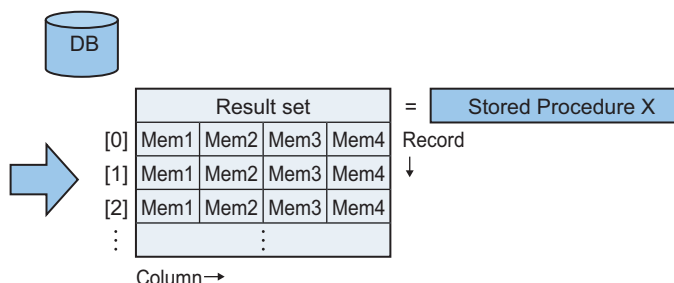 DB
Result set = Stored Procedure X
[0] Mem1 Mem2 Mem3 Mem4 Record
[1] Mem1 Mem2 Mem3 Mem4 ↓
[2] Mem1 Mem2 Mem3 Mem4
⋮ ⋮
Column→